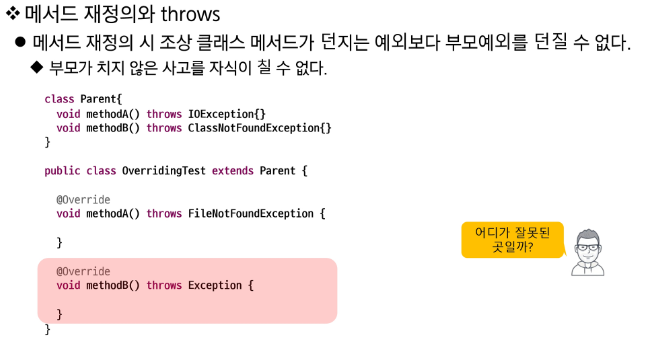 ❖ 메서드 재정의와 throws
● 메서드 재정의 시 조상 클래스 메서드가 던지는 예외보다 부모예외를 던질 수 없다.
◆ 부모가 치지 않은 사고를 자식이 칠 수 없다.
class Parent{
void methodA() throws IOException{}
void methodB() throws ClassNotFoundException{}
}
public class OverridingTest extends Parent {
@Override
void methodA() throws FileNotFoundException {
}
@Override
void methodB() throws Exception {
}
}
어디가 잘못된
곳일까?